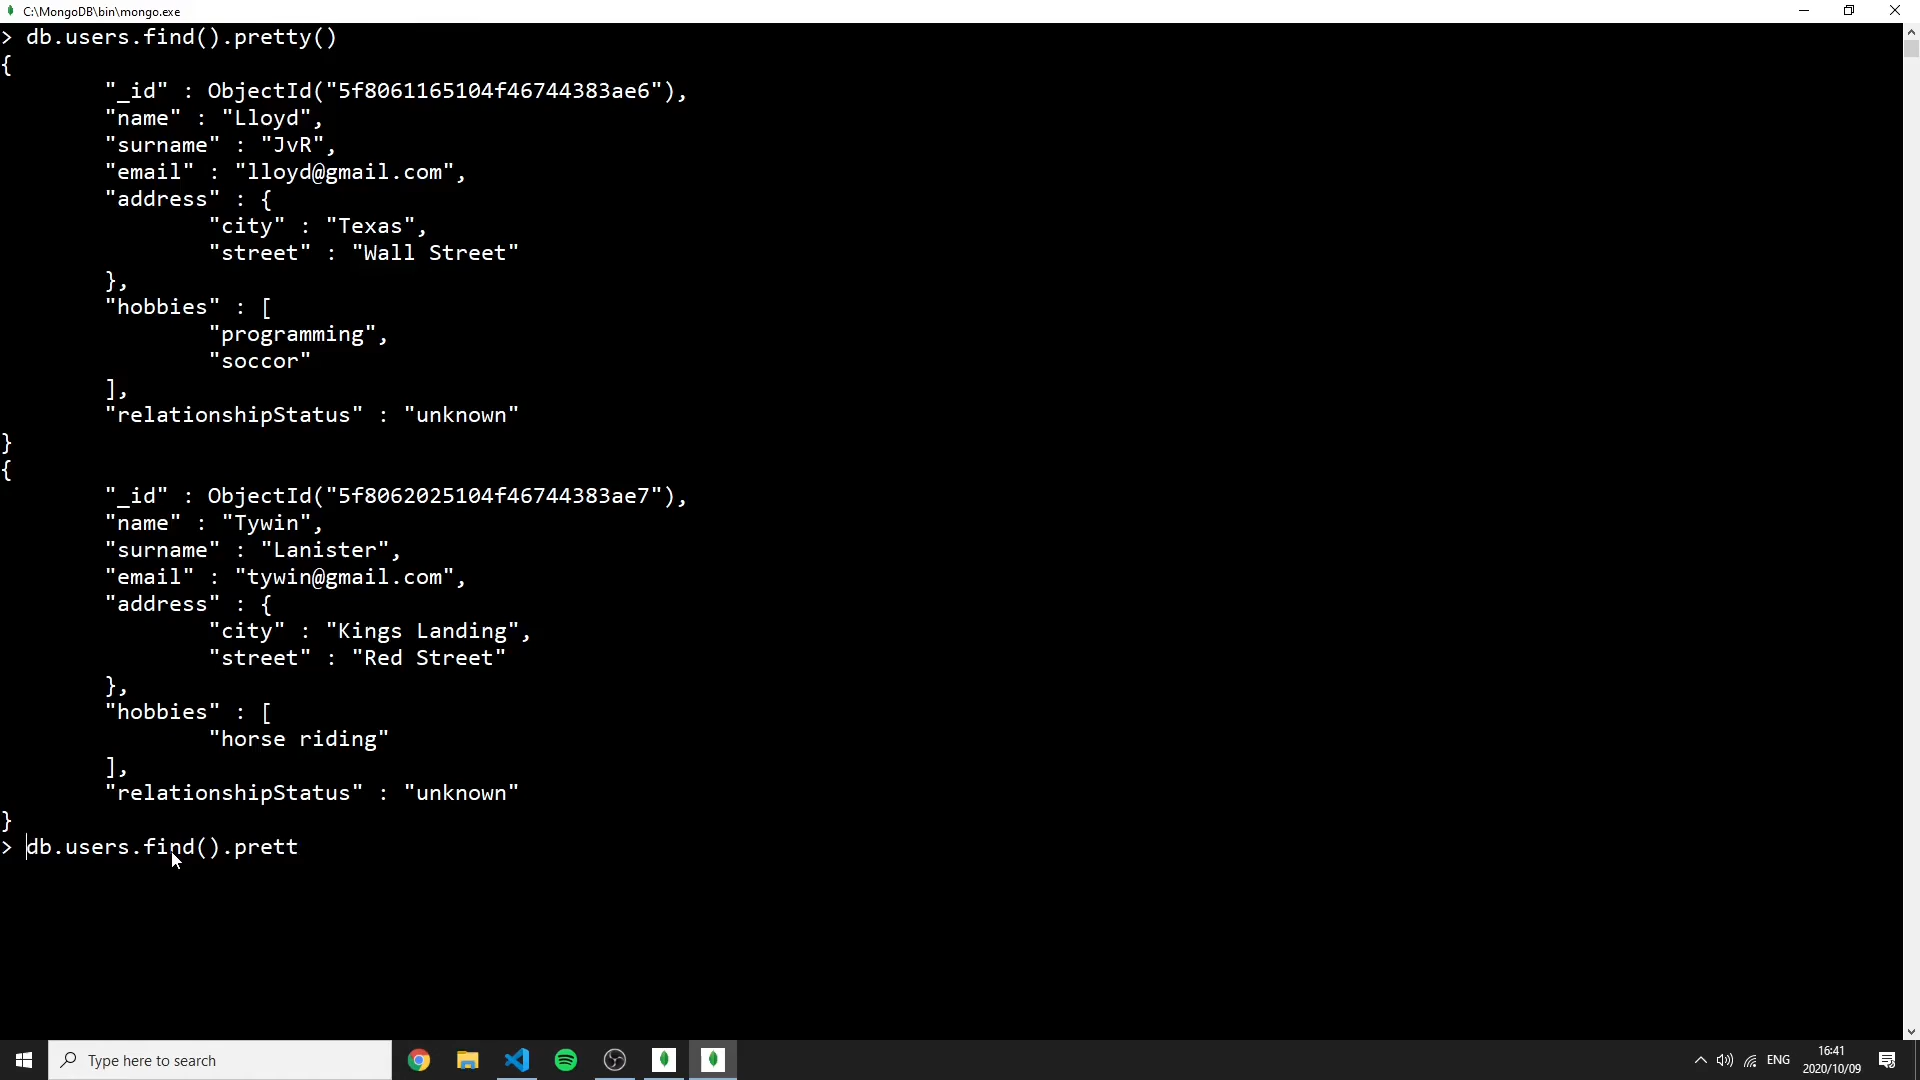 C:\MongoDB\bin\mongo.exe
> db.users.find().pretty()
{
"_id" : ObjectId("5f8061165104f46744383ae6"),
"name" : "Lloyd",
"surname" : "JvR",
"email" : "lloyd@gmail.com",
"address" : {
"city" : "Texas",
"street" : "Wall Street"
},
"hobbies" : [
"programming",
"soccor"
],
"relationshipStatus" : "unknown"
}
{
"_id" : ObjectId("5f8062025104f46744383ae7"),
"name" : "Tywin",
"surname" : "Lanister",
"email" : "tywin@gmail.com",
"address" : {
"city" : "Kings Landing",
"street" : "Red Street"
},
"hobbies" : [
"horse riding"
],
"relationshipStatus" : "unknown"
}
> db.users.find().prett
Type here to search
ENG
16:41
2020/10/09